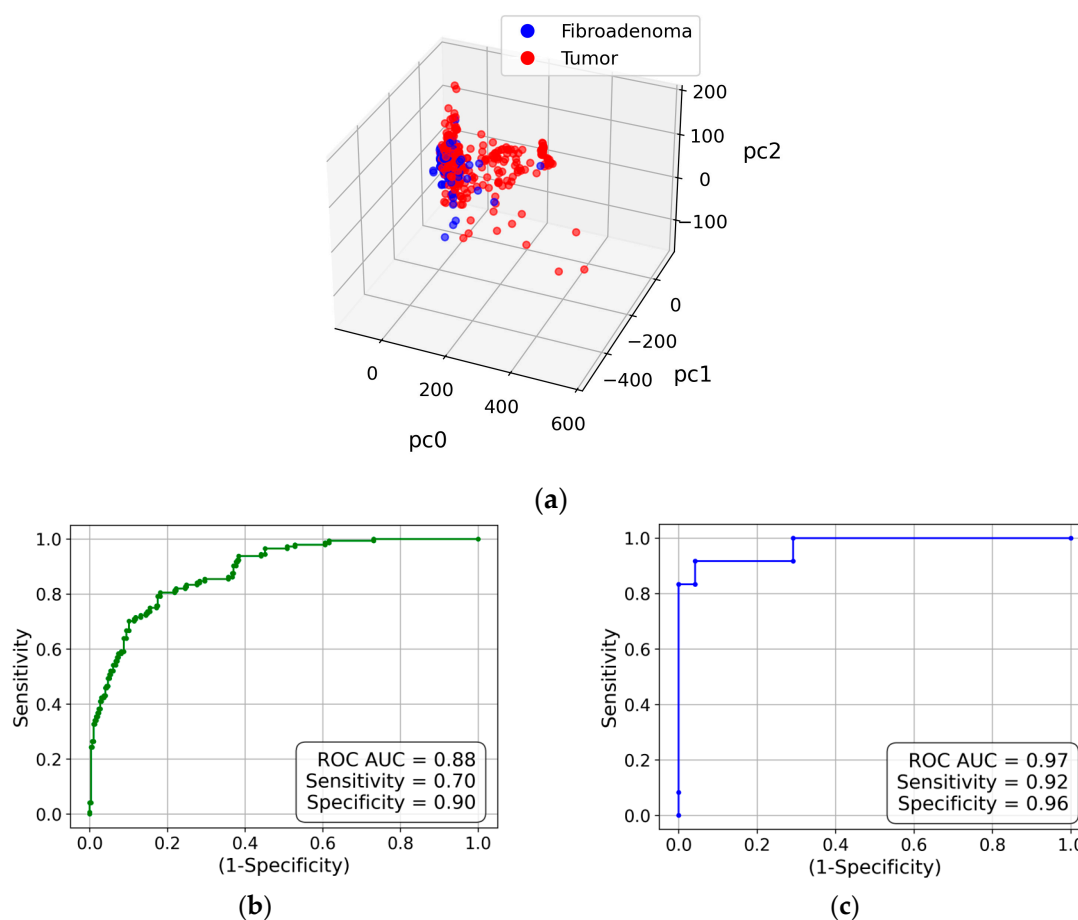 Fibroadenoma
Tumor
200
100
0
−100
pc2
0
−200
−400
pc1
0
200
400
600
pc0
(a)
1.0
0.8
0.6
0.4
0.2
0.0
Sensitivity
ROC AUC = 0.88
Sensitivity = 0.70
Specificity = 0.90
0.0 0.2 0.4 0.6 0.8 1.0
(1-Specificity)
(b)
1.0
0.8
0.6
0.4
0.2
0.0
Sensitivity
ROC AUC = 0.97
Sensitivity = 0.92
Specificity = 0.96
0.0 0.2 0.4 0.6 0.8 1.0
(1-Specificity)
(c)